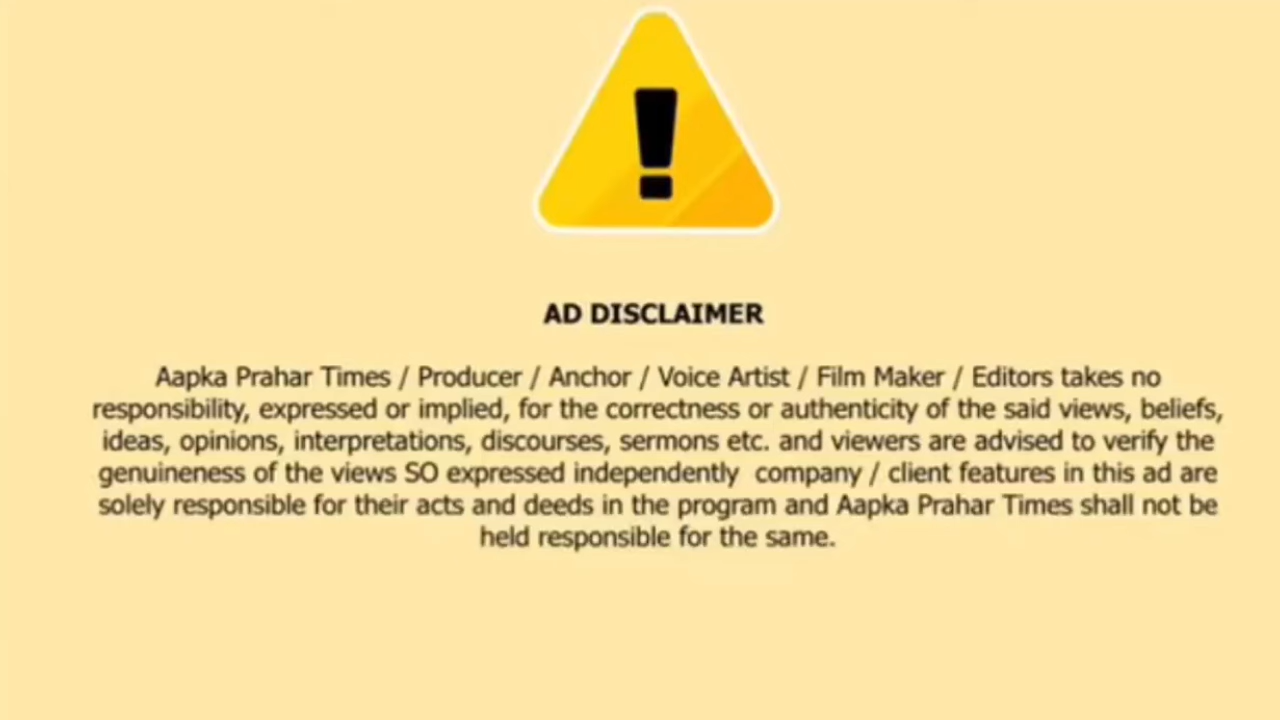 AD DISCLAIMER
Aapka Prahar Times / Producer / Anchor / Voice Artist / Film Maker / Editors takes no
responsibility, expressed or implied, for the correctness or authenticity of the said views, beliefs,
ideas, opinions, interpretations, discourses, sermons etc. and viewers are advised to verify the
genuineness of the views SO expressed independently company / client features in this ad are
solely responsible for their acts and deeds in the program and Aapka Prahar Times shall not be
held responsible for the same.